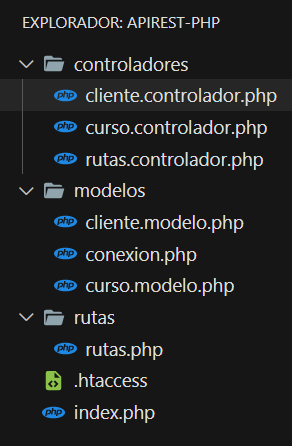 EXPLORADOR: APIREST-PHP
controladores
php cliente.controlador.php
php curso.controlador.php
php rutas.controlador.php
modelos
php cliente.modelo.php
php conexion.php
php curso.modelo.php
rutas
php rutas.php
.htaccess
php index.php